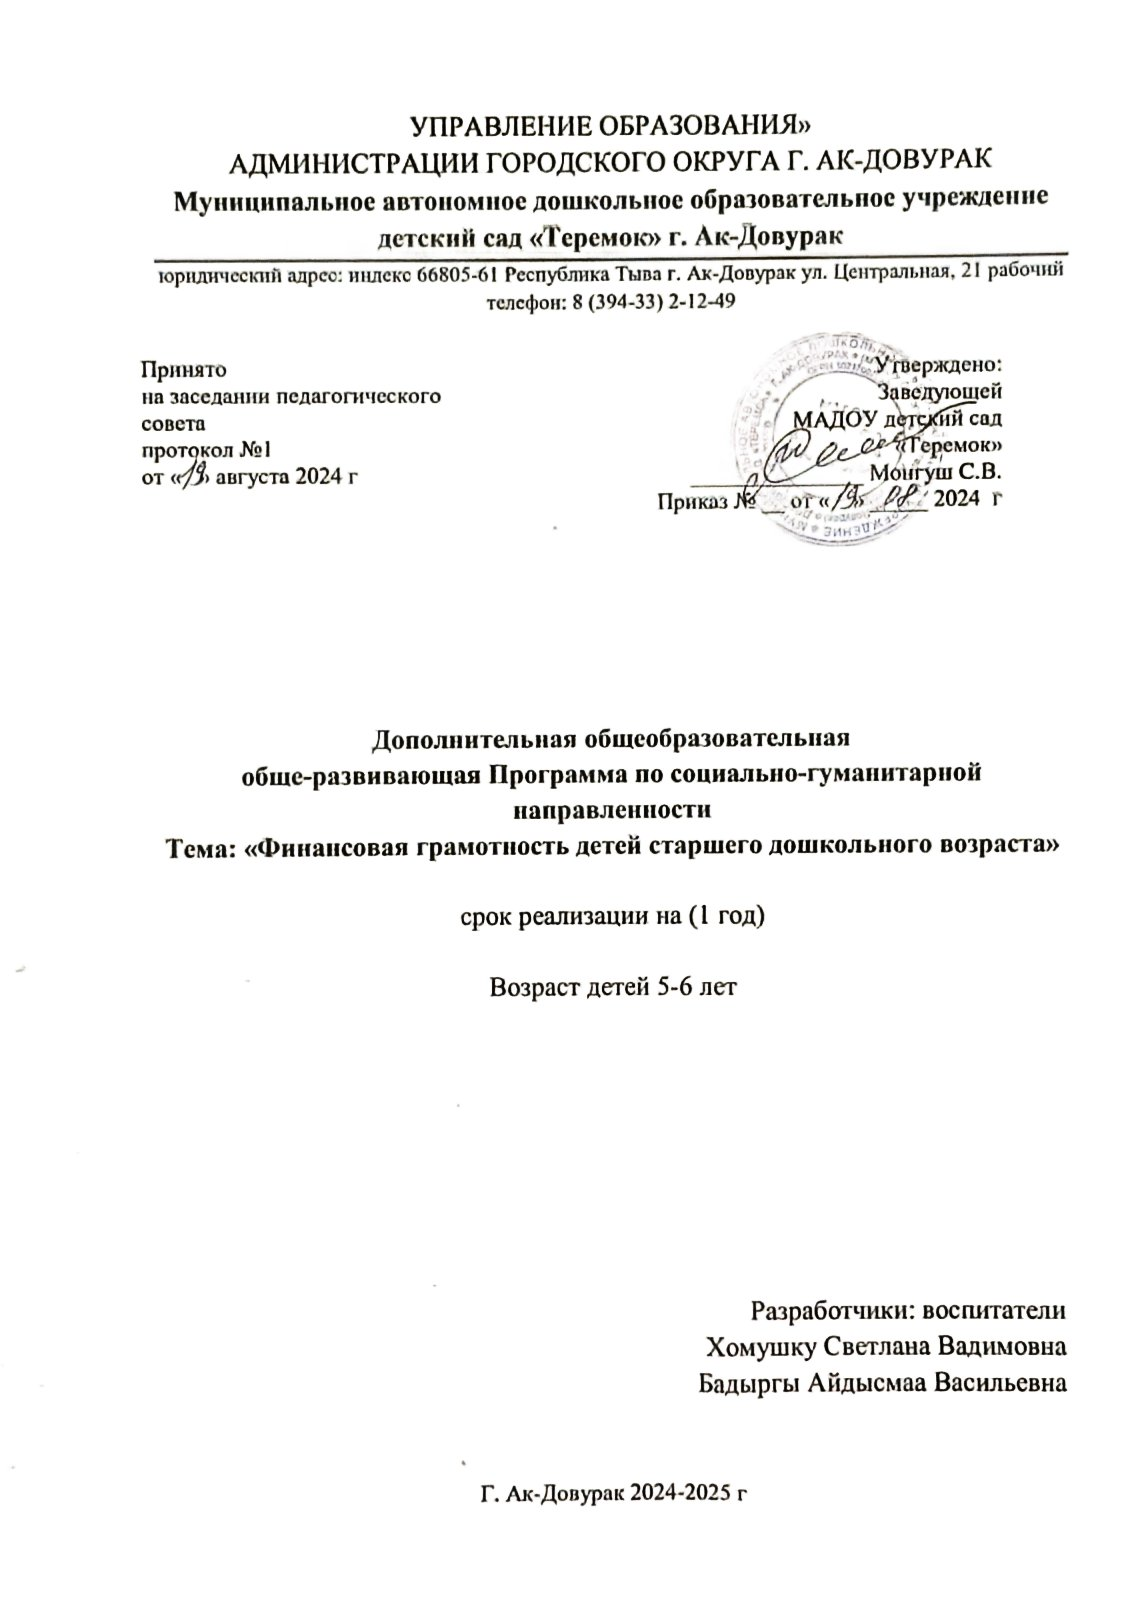 УПРАВЛЕНИЕ ОБРАЗОВАНИЯ»
АДМИНИСТРАЦИИ ГОРОДСКОГО ОКРУГА Г. АК-ДОВУРАК
Муниципальное автономное дошкольное образовательное учреждение
детский сад «Теремок» г. Ак-Довурак
юридический адрес: индекс 66805-61 Республика Тыва г. Ак-Довурак ул. Центральная, 21 рабочий
телефон: 8 (394-33) 2-12-49
Принято
на заседании педагогического
совета
протокол №1
от «19» августа 2024 г
Утверждено:
Заведующей
МАДОУ детский сад
«Теремок»
Монгуш С.В.
Приказ № от «19» 08. 2024 г
Дополнительная общеобразовательная
обще-развивающая Программа по социально-гуманитарной
направленности
Тема: «Финансовая грамотность детей старшего дошкольного возраста»
срок реализации на (1 год)
Возраст детей 5-6 лет
Разработчики: воспитатели
Хомушку Светлана Вадимовна
Бадыргы Айдысмаа Васильевна
Г. Ак-Довурак 2024-2025 г